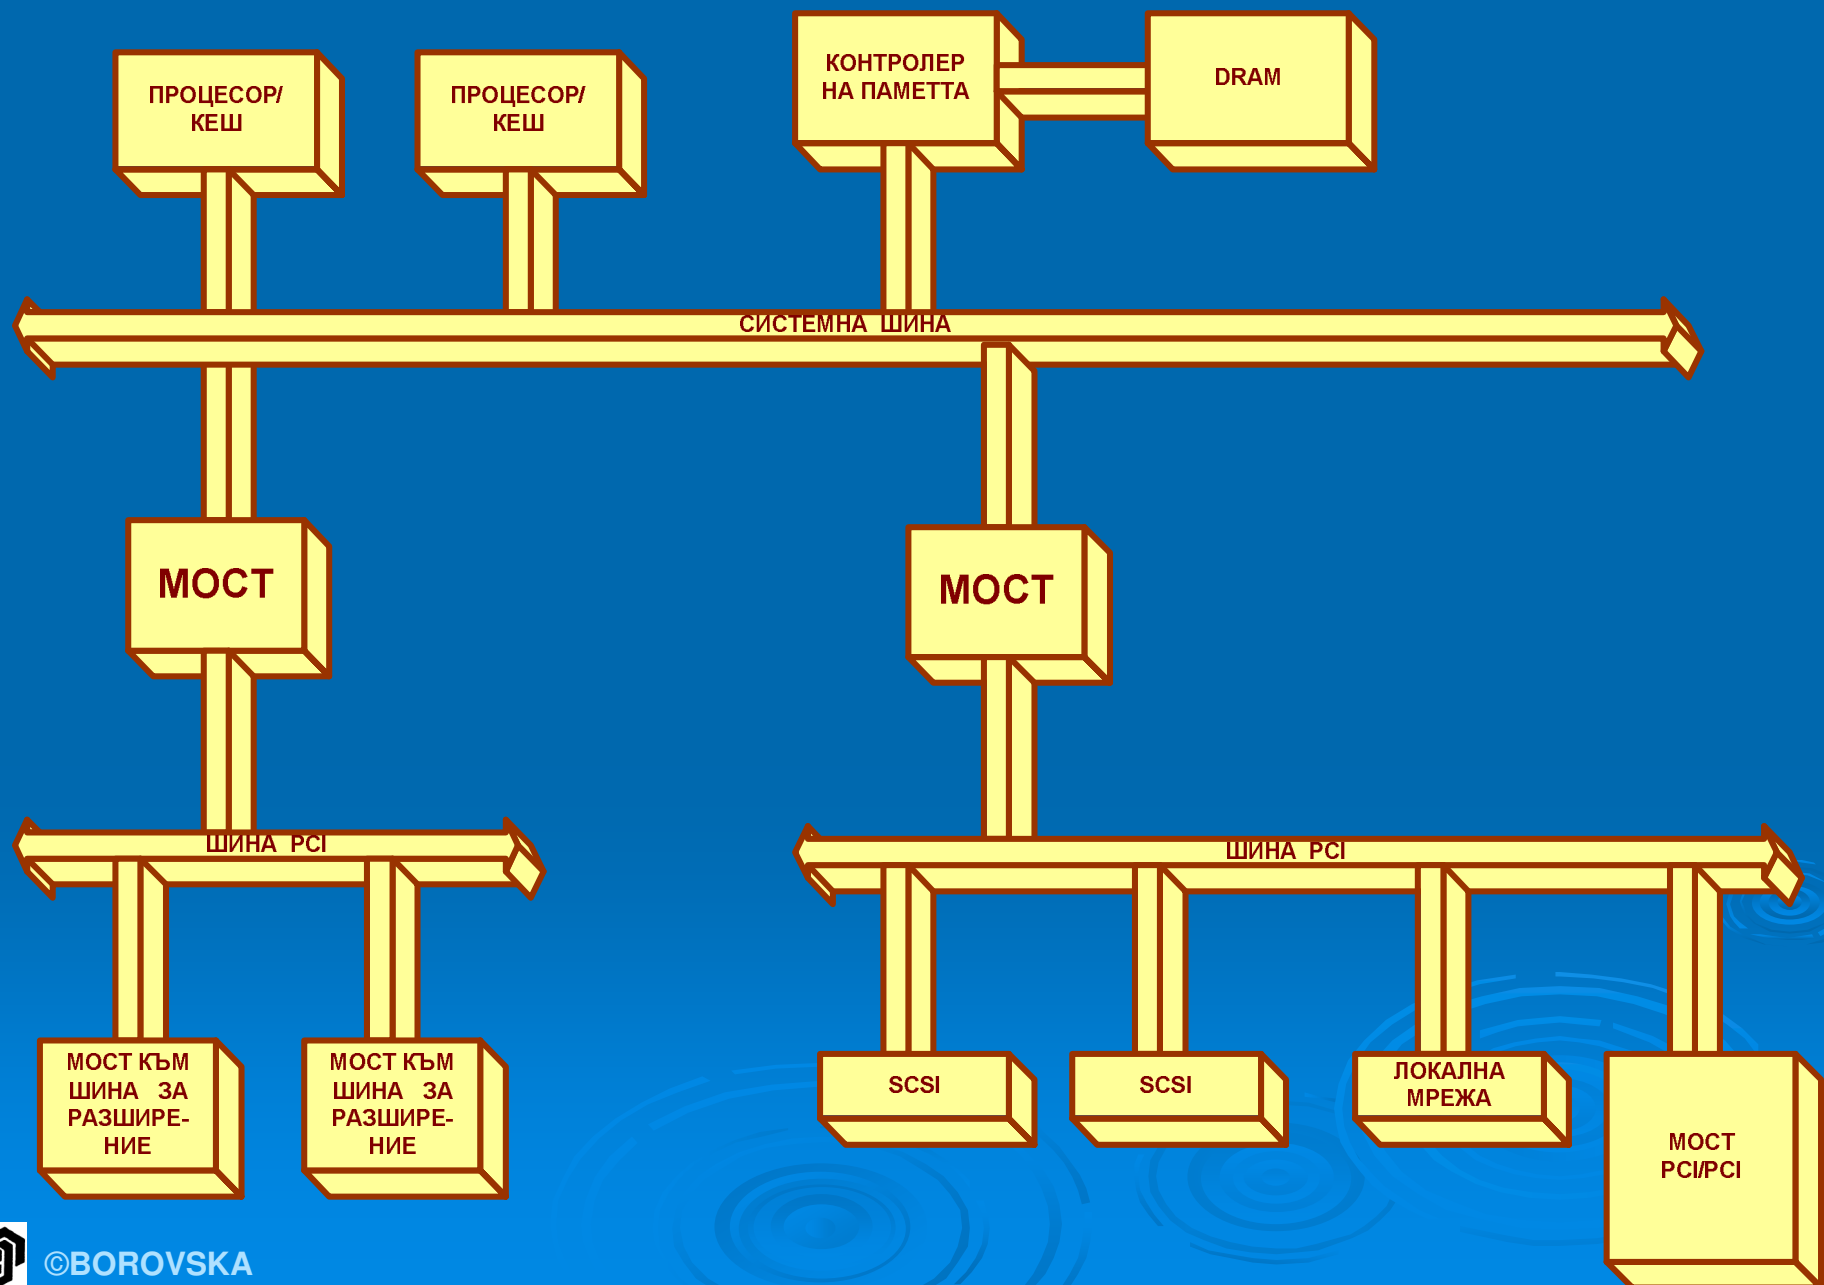 ПРОЦЕСОР/
КЕШ
ПРОЦЕСОР/
КЕШ
КОНТРОЛЕР
НА ПАМЕТТА
DRAM
СИСТЕМНА ШИНА
МОСТ
МОСТ
ШИНА PCI
ШИНА PCI
МОСТ КЪМ
ШИНА ЗА
РАЗШИРЕ-
НИЕ
МОСТ КЪМ
ШИНА ЗА
РАЗШИРЕ-
НИЕ
SCSI
SCSI
ЛОКАЛНА
МРЕЖА
МОСТ
PCI/PCI
©BOROVSKA